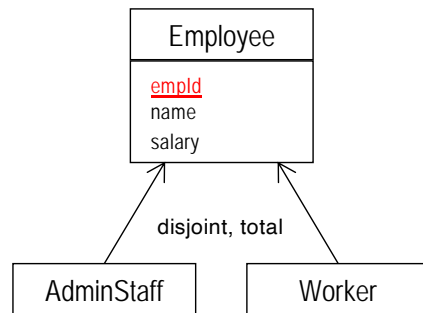 Employee
empId
name
salary
disjoint, total
AdminStaff
Worker